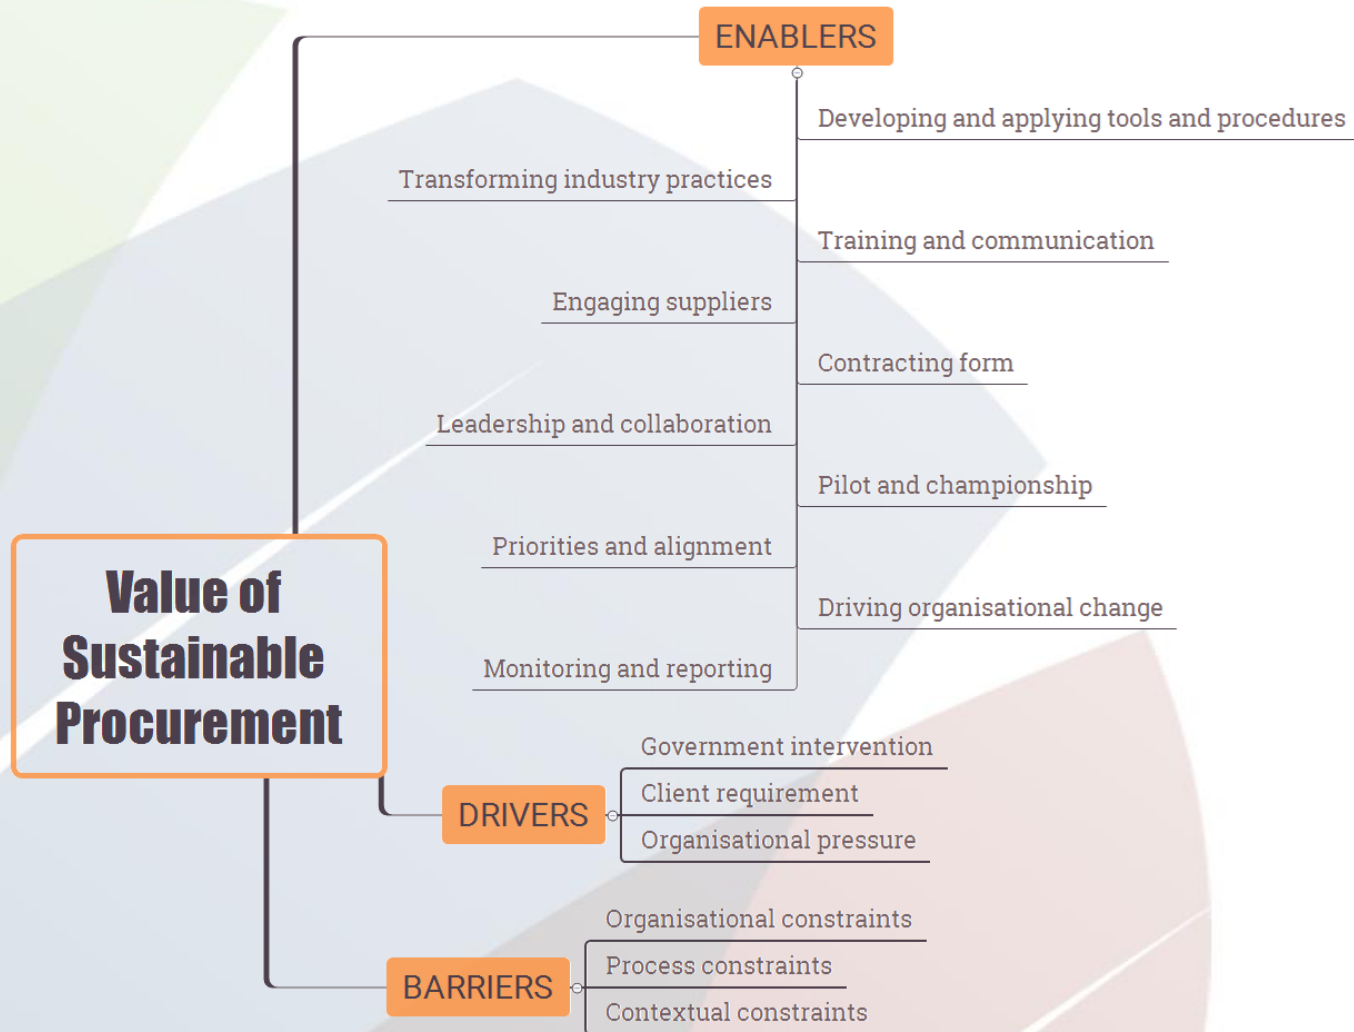 ENABLERS
Developing and applying tools and procedures
Transforming industry practices
Training and communication
Engaging suppliers
Contracting form
Leadership and collaboration
Pilot and championship
Priorities and alignment
Driving organisational change
Monitoring and reporting
Value of
Sustainable
Procurement
DRIVERS
Government intervention
Client requirement
Organisational pressure
BARRIERS
Organisational constraints
Process constraints
Contextual constraints